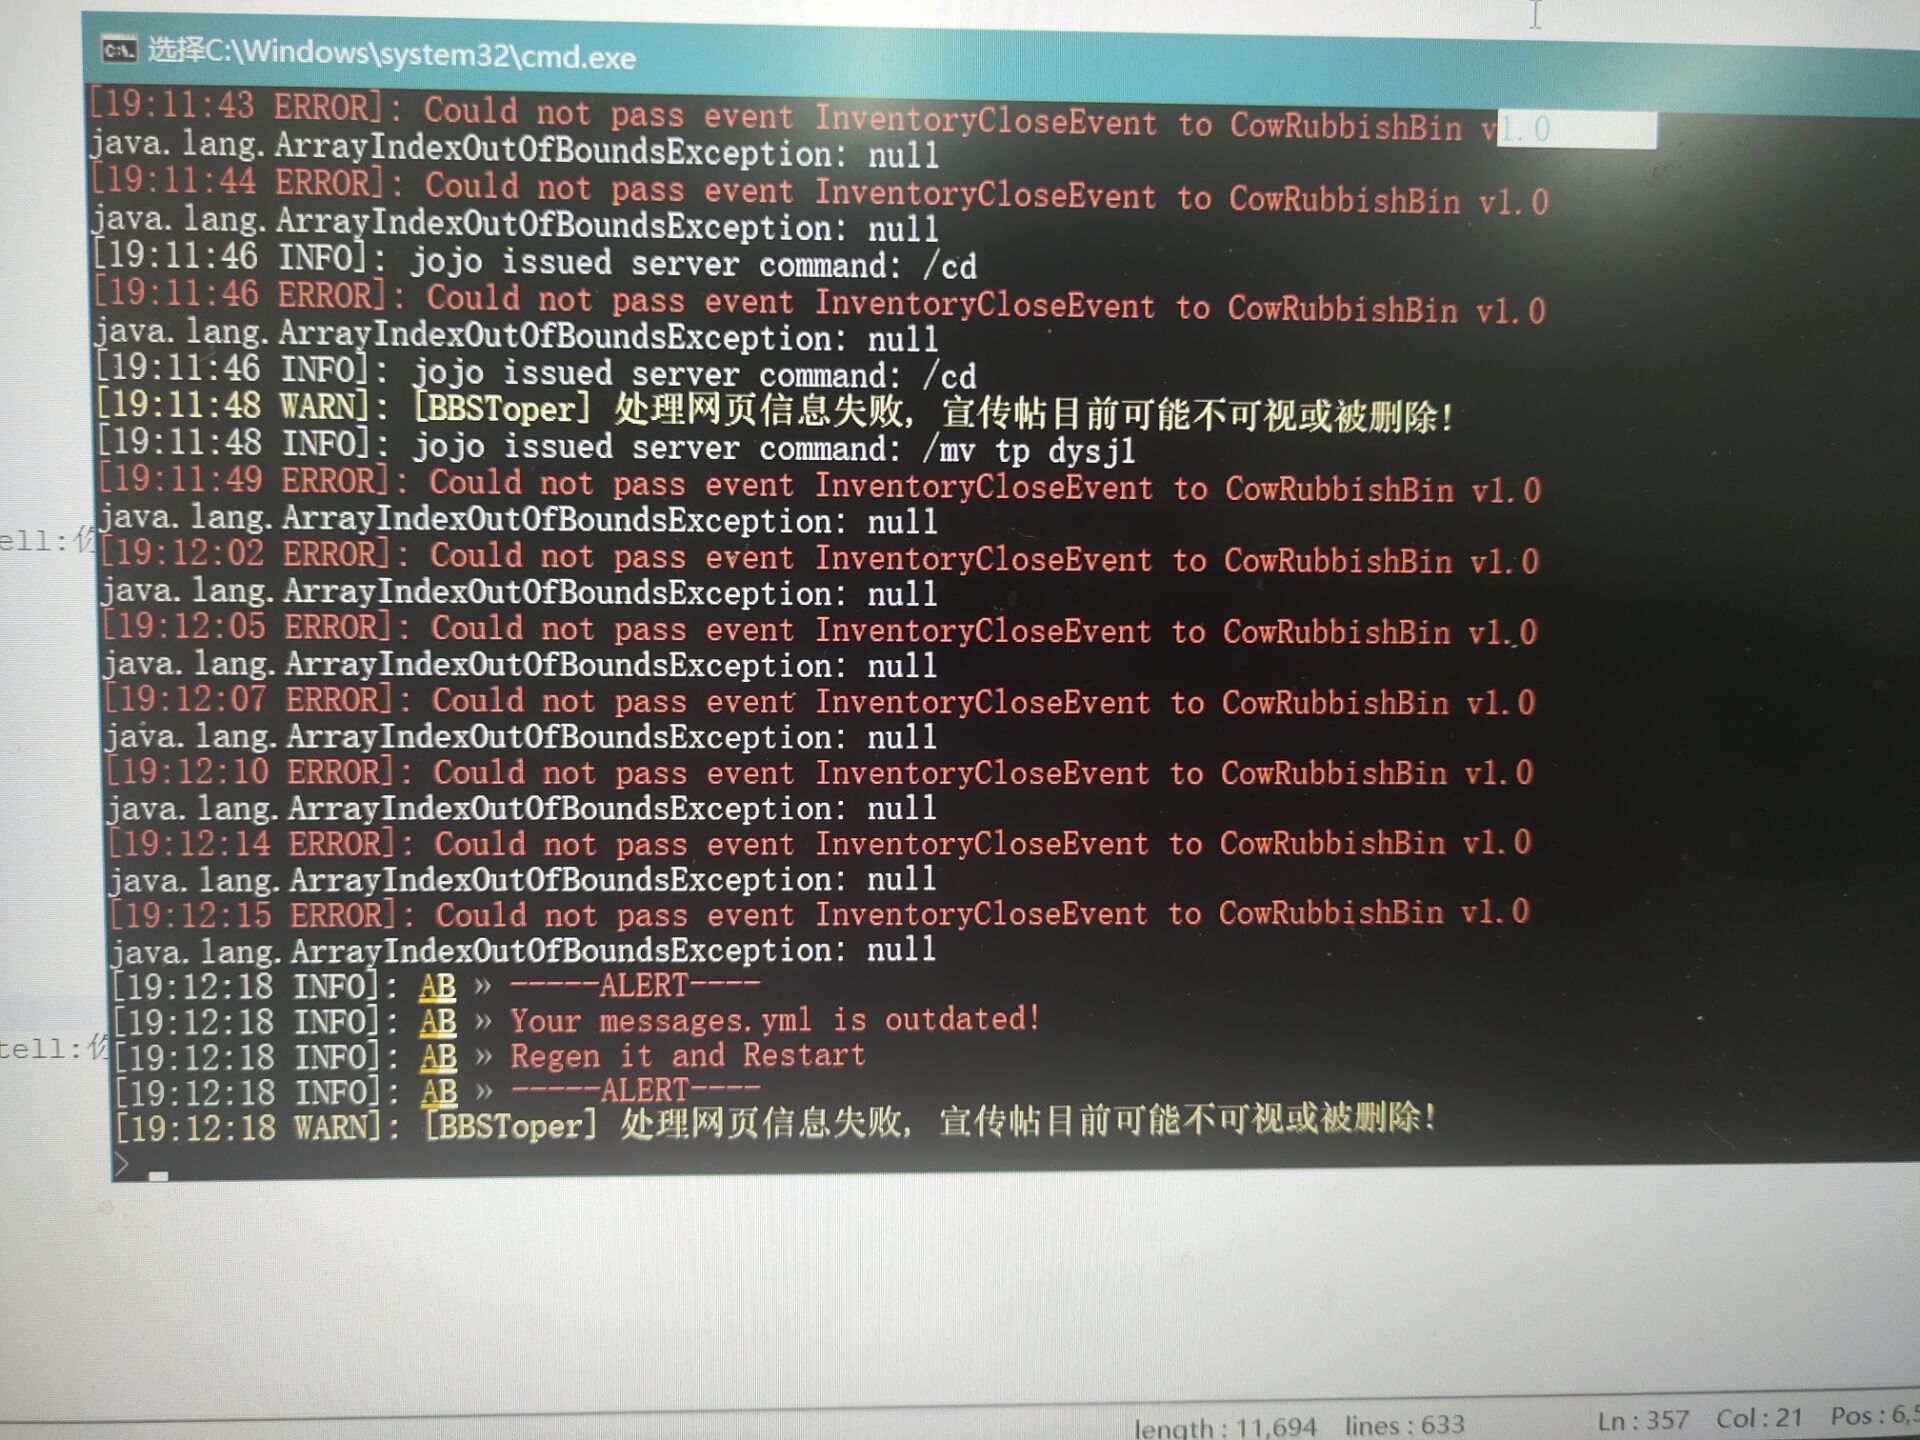 选择C:\Windows\system32\cmd.exe
[19:11:43 ERROR]: Could not pass event InventoryCloseEvent to CowRubbishBin v1.0
java.lang.ArrayIndexOutOfBoundsException: null
[19:11:44 ERROR]: Could not pass event InventoryCloseEvent to CowRubbishBin v1.0
java.lang.ArrayIndexOutOfBoundsException: null
[19:11:46 INFO]: jojo issued server command: /cd
[19:11:46 ERROR]: Could not pass event InventoryCloseEvent to CowRubbishBin v1.0
java.lang.ArrayIndexOutOfBoundsException: null
[19:11:46 INFO]: jojo issued server command: /cd
[19:11:48 WARN]: [BBSToper] 处理网页信息失败, 宣传帖目前可能不可视或被删除!
[19:11:48 INFO]: jojo issued server command: /mv tp dysj1
[19:11:49 ERROR]: Could not pass event InventoryCloseEvent to CowRubbishBin v1.0
java.lang.ArrayIndexOutOfBoundsException: null
ell:
[19:12:02 ERROR]: Could not pass event InventoryCloseEvent to CowRubbishBin v1.0
java.lang.ArrayIndexOutOfBoundsException: null
[19:12:05 ERROR]: Could not pass event InventoryCloseEvent to CowRubbishBin v1.0
java.lang.ArrayIndexOutOfBoundsException: null
[19:12:07 ERROR]: Could not pass event InventoryCloseEvent to CowRubbishBin v1.0
java.lang.ArrayIndexOutOfBoundsException: null
[19:12:10 ERROR]: Could not pass event InventoryCloseEvent to CowRubbishBin v1.0
java.lang.ArrayIndexOutOfBoundsException: null
[19:12:14 ERROR]: Could not pass event InventoryCloseEvent to CowRubbishBin v1.0
java.lang.ArrayIndexOutOfBoundsException: null
[19:12:15 ERROR]: Could not pass event InventoryCloseEvent to CowRubbishBin v1.0
java.lang.ArrayIndexOutOfBoundsException: null
[19:12:18 INFO]: AB » -----ALERT----
[19:12:18 INFO]: AB » Your messages.yml is outdated!
tell:
[19:12:18 INFO]: AB » Regen it and Restart
[19:12:18 INFO]: AB » -----ALERT----
[19:12:18 WARN]: [BBSToper] 处理网页信息失败, 宣传帖目前可能不可视或被删除!
>
length : 11,694 lines : 633 Ln : 357 Col : 21 Pos : 6,5